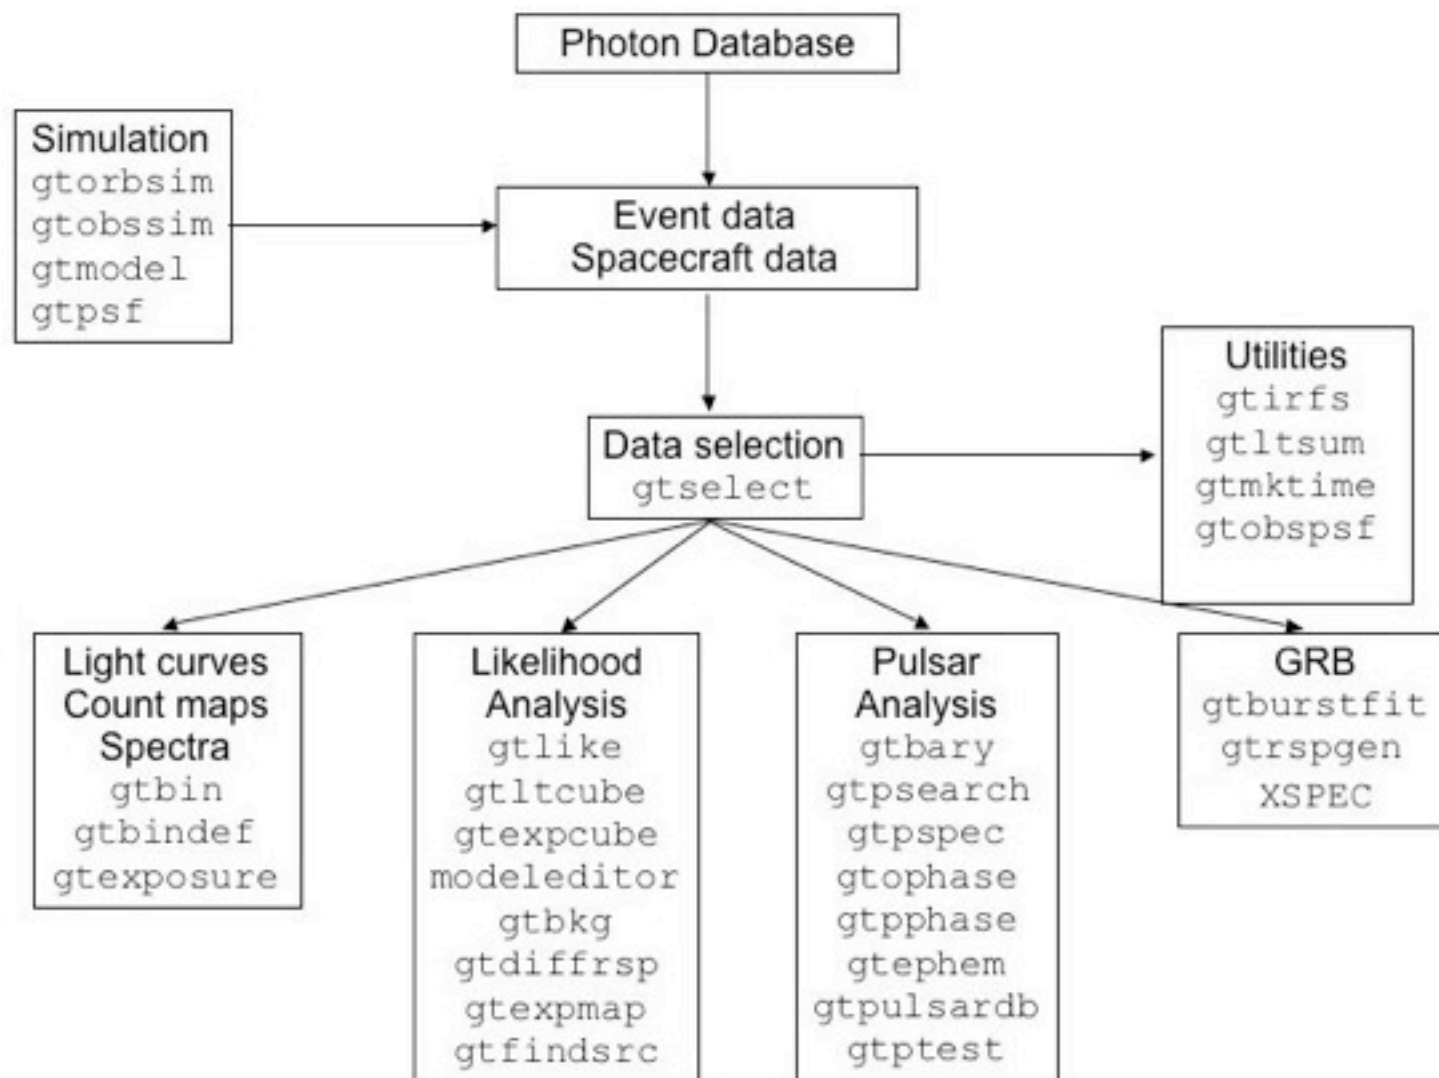 Photon Database
Simulation
gtorbsim
gtobssim
gtmodel
gtpsf
Event data
Spacecraft data
Data selection
gtselect
Utilities
gtirfs
gtltsum
gtmktime
gtobspsf
Light curves
Count maps
Spectra
gtbin
gtbindef
gtexposure
Likelihood
Analysis
gtlike
gtltcube
gtexpcube
modeleditor
gtbkg
gtdiffrsp
gtexpmap
gtfindsrc
Pulsar
Analysis
gtbary
gtpsearch
gtpspec
gtophase
gtpphase
gtephem
gtpulsardb
gtptest
GRB
gtburstfit
gtrspgen
XSPEC